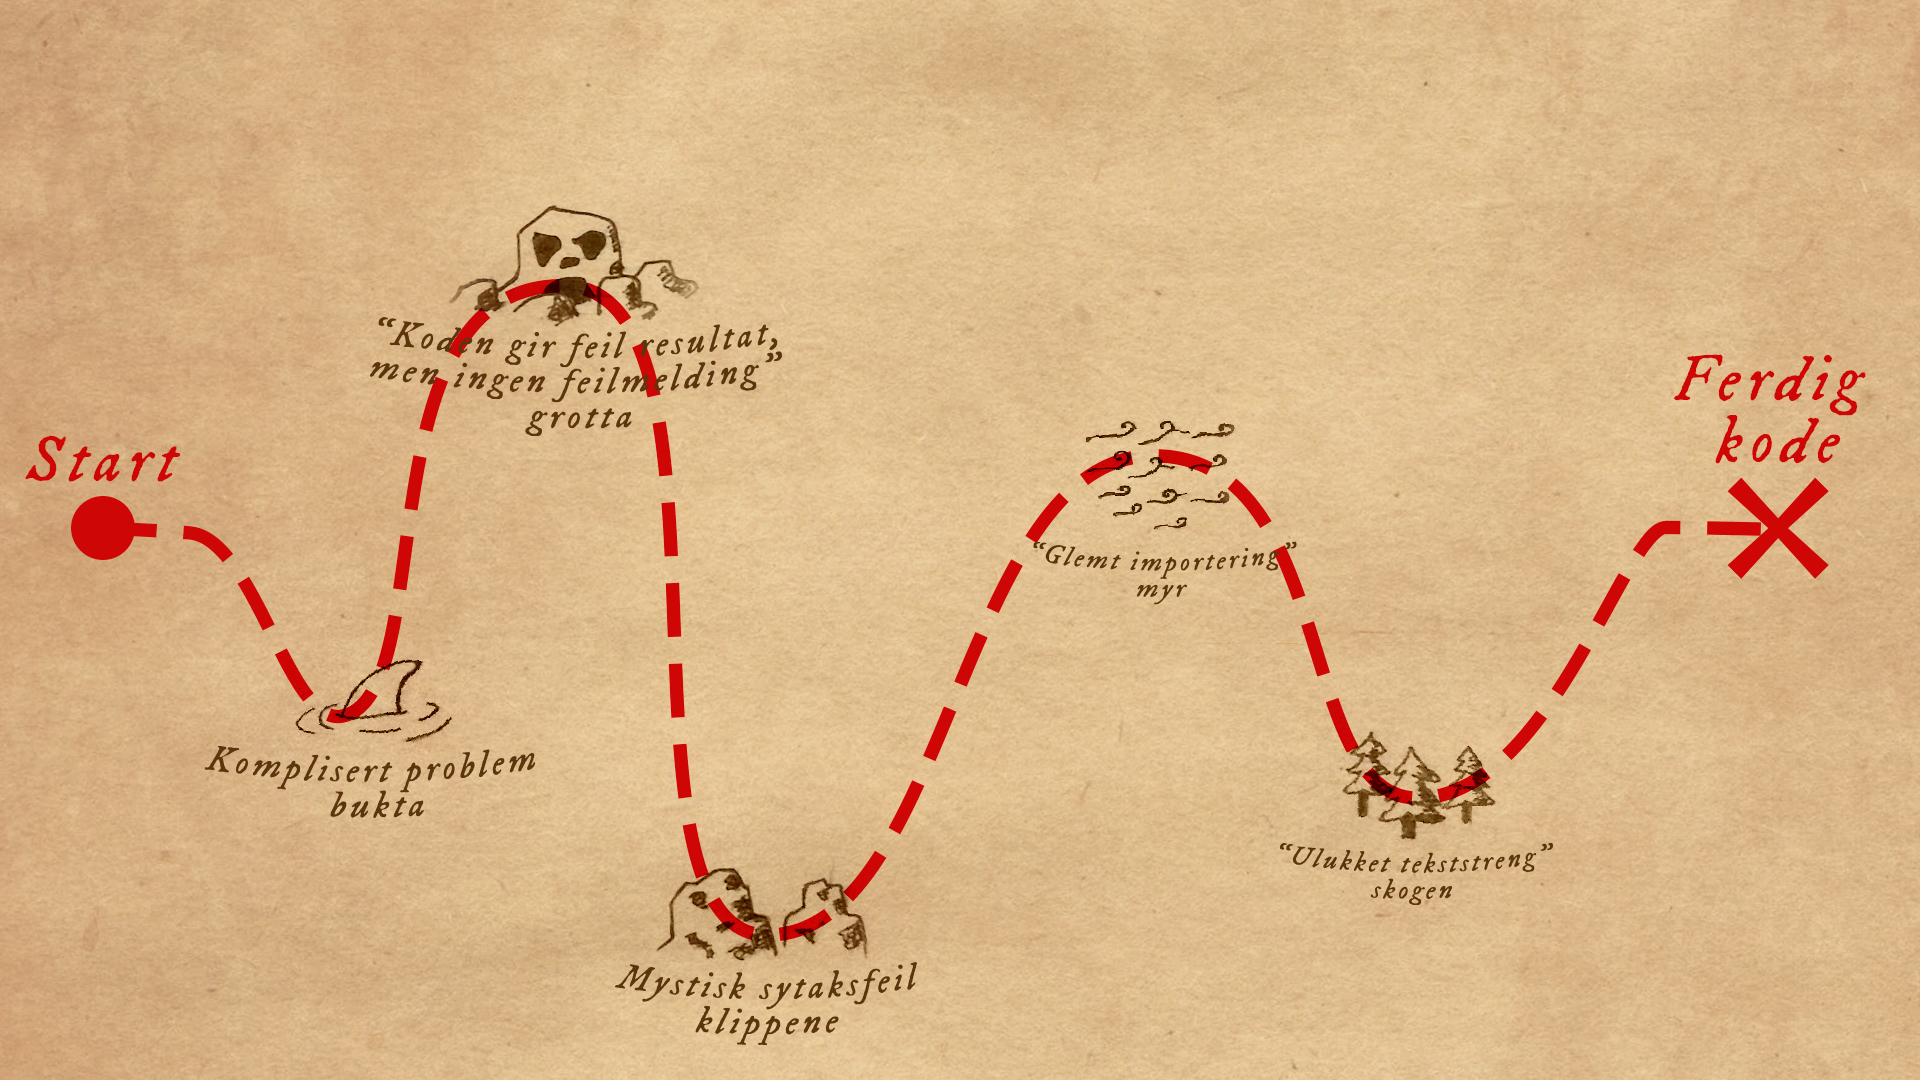 Start
Komplisert problem
bukta
“Koden gir feil resultat,
men ingen feilmelding”
grotta
Mystisk sytaksfeil
klippene
“Glemt importering”
myr
“Ulukket tekststreng”
skogen
Ferdig
kode